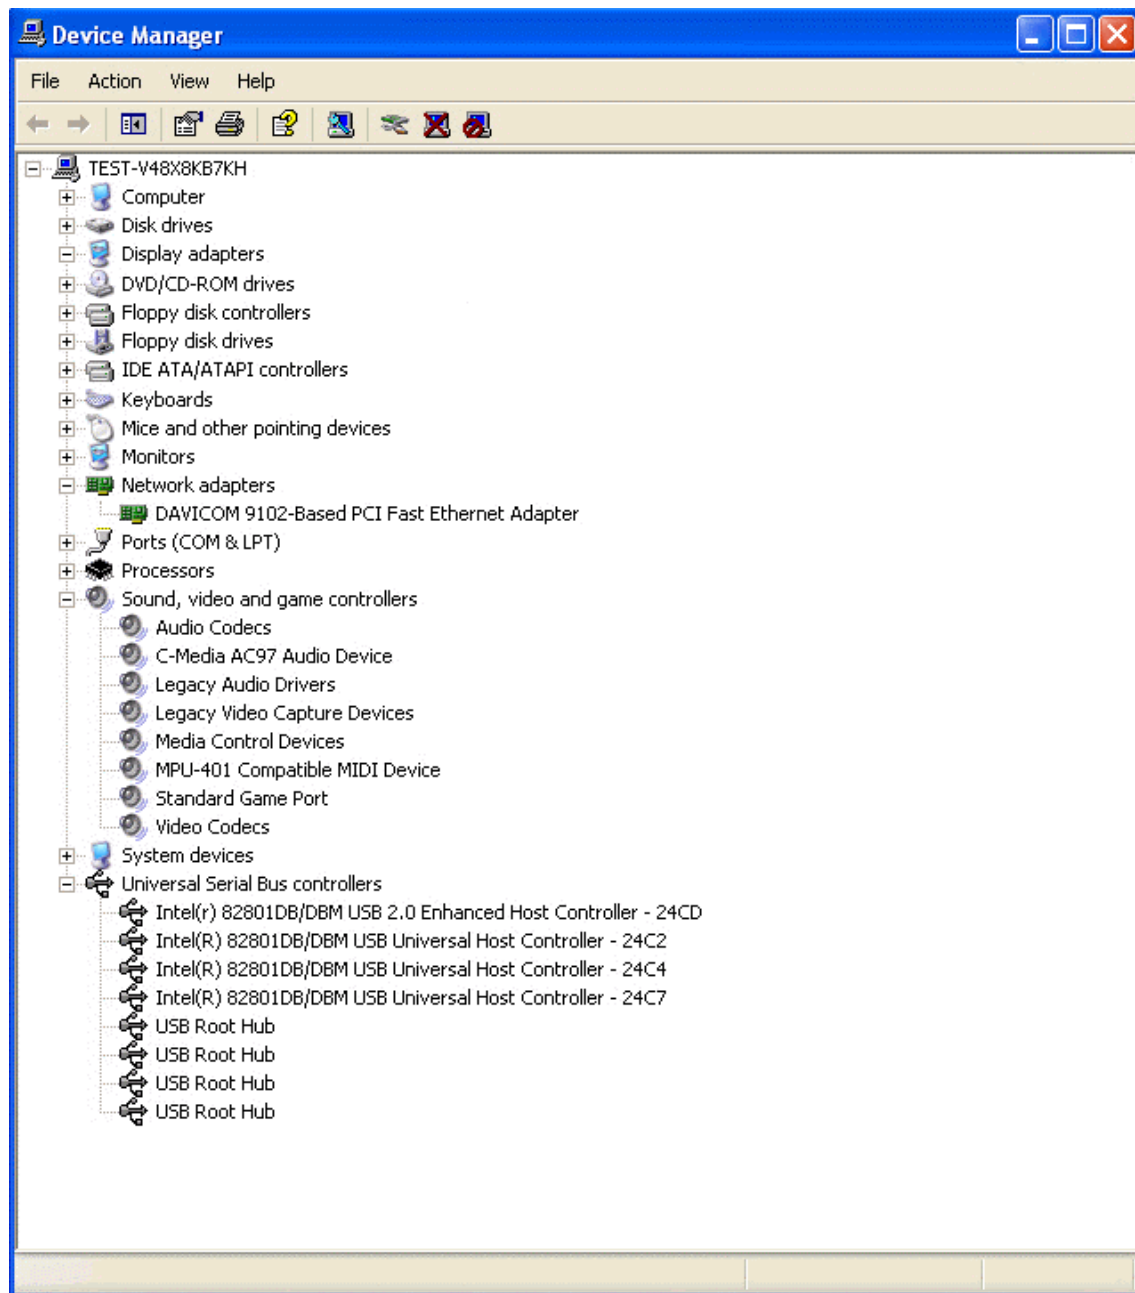 Device Manager
File Action View Help
TEST-V48X8KB7KH
Computer
Disk drives
Display adapters
DVD/CD-ROM drives
Floppy disk controllers
Floppy disk drives
IDE ATA/ATAPI controllers
Keyboards
Mice and other pointing devices
Monitors
Network adapters
DAVICOM 9102-Based PCI Fast Ethernet Adapter
Ports (COM & LPT)
Processors
Sound, video and game controllers
Audio Codecs
C-Media AC97 Audio Device
Legacy Audio Drivers
Legacy Video Capture Devices
Media Control Devices
MPU-401 Compatible MIDI Device
Standard Game Port
Video Codecs
System devices
Universal Serial Bus controllers
Intel(r) 82801DB/DBM USB 2.0 Enhanced Host Controller - 24CD
Intel(R) 82801DB/DBM USB Universal Host Controller - 24C2
Intel(R) 82801DB/DBM USB Universal Host Controller - 24C4
Intel(R) 82801DB/DBM USB Universal Host Controller - 24C7
USB Root Hub
USB Root Hub
USB Root Hub
USB Root Hub